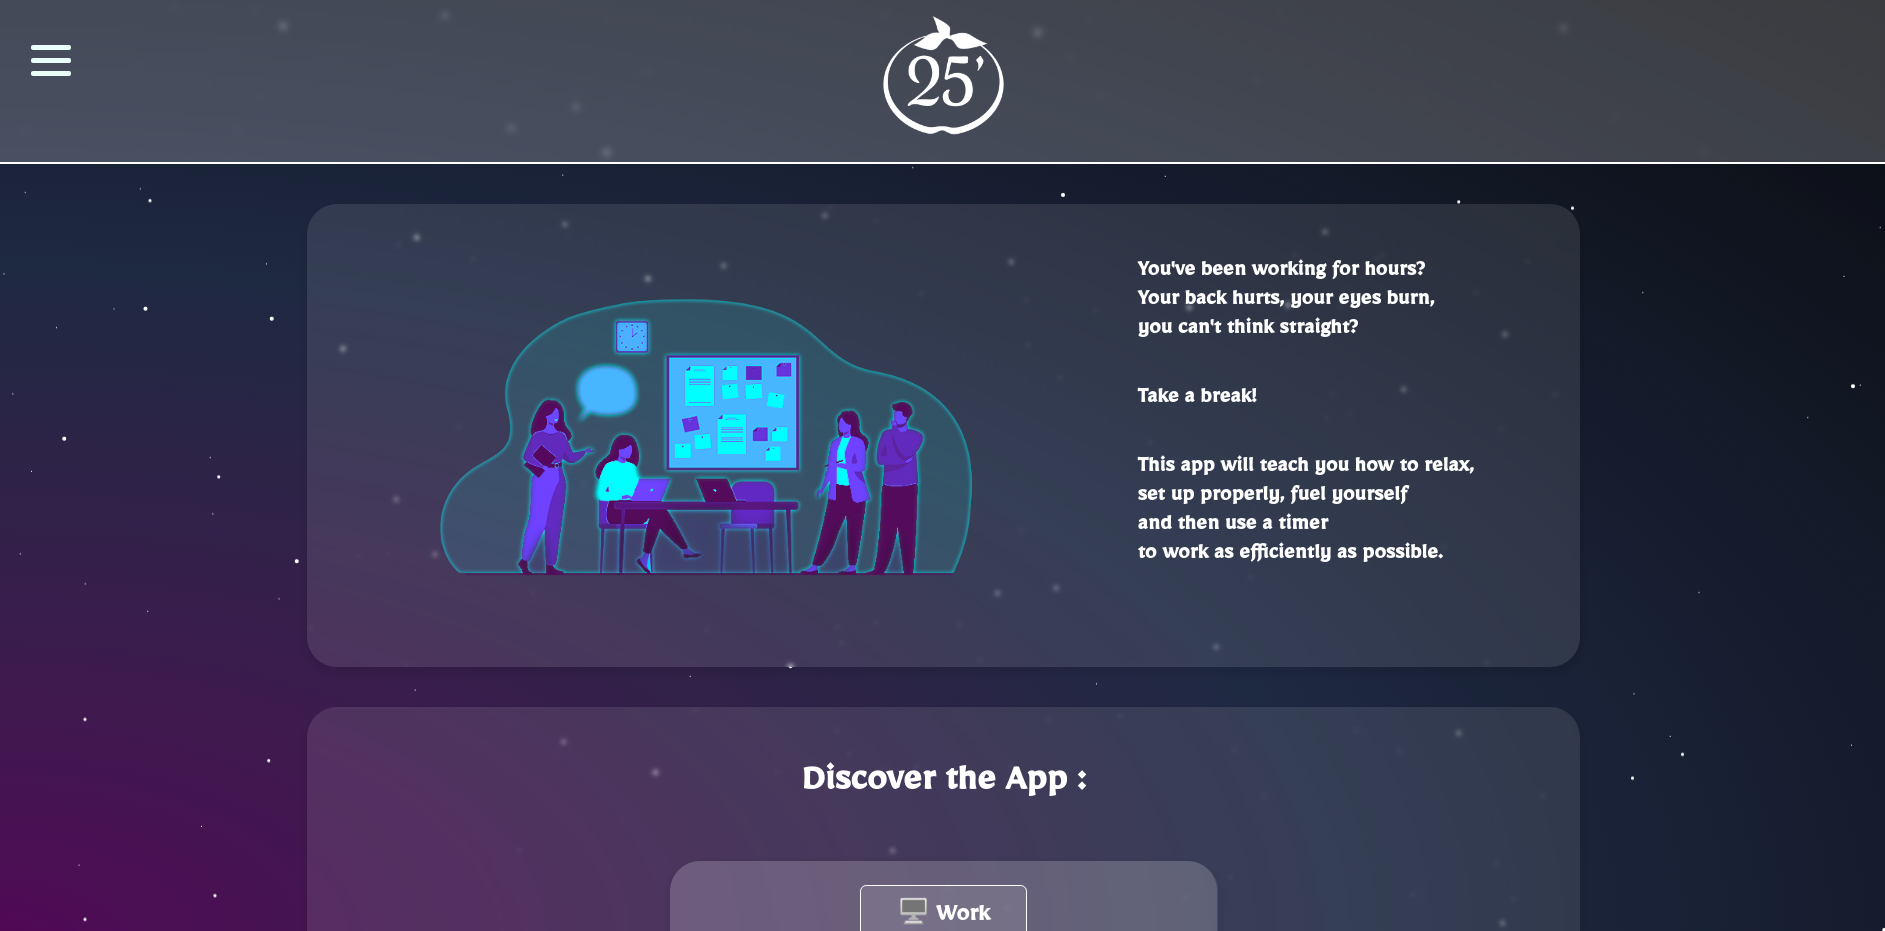 25'
You've been working for hours?
Your back hurts, your eyes burn,
you can't think straight?
Take a break!
This app will teach you how to relax,
set up properly, fuel yourself
and then use a timer
to work as efficiently as possible.
Discover the App :
Work